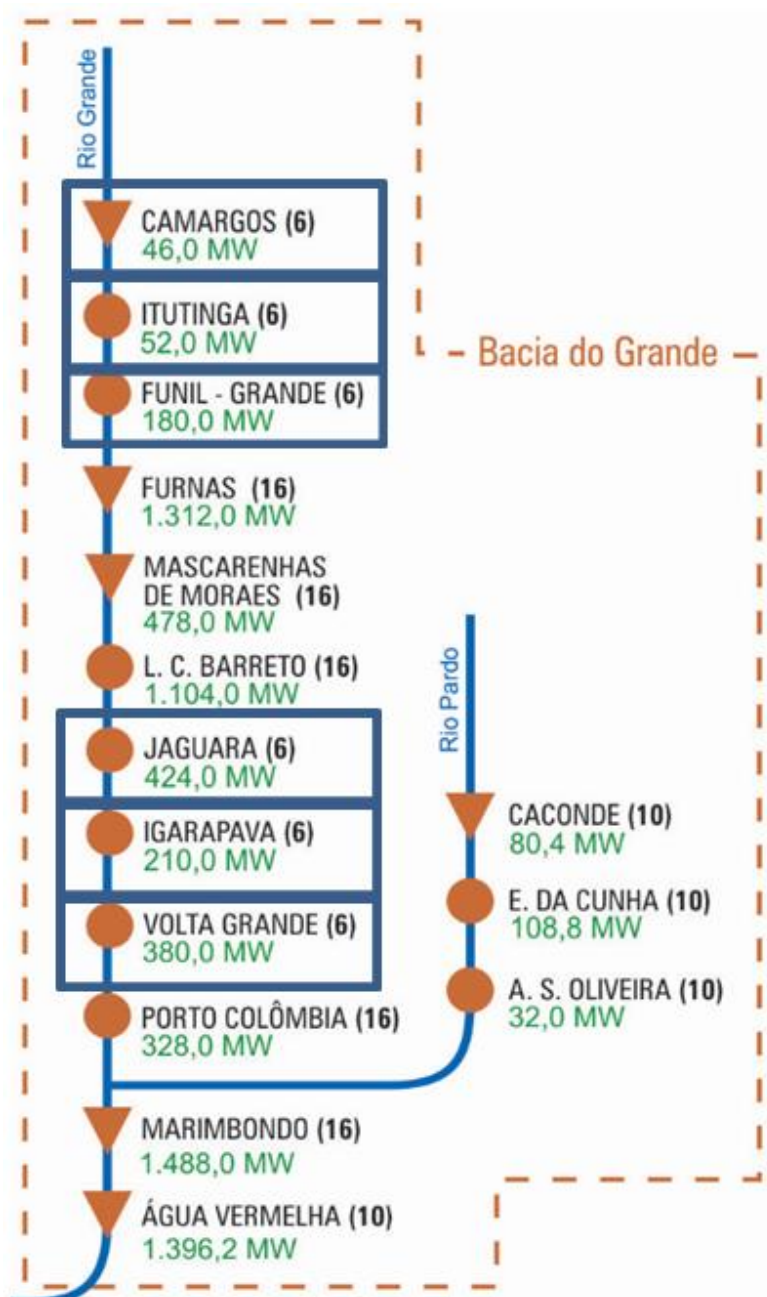 Rio Grande
CAMARGOS (6)
46,0 MW
ITUTINGA (6)
52,0 MW
FUNIL - GRANDE (6)
180,0 MW
Bacia do Grande
FURNAS (16)
1.312,0 MW
MASCARENHAS
DE MORAES (16)
478,0 MW
L. C. BARRETO (16)
1.104,0 MW
JAGUARA (6)
424,0 MW
IGARAPAVA (6)
210,0 MW
VOLTA GRANDE (6)
380,0 MW
PORTO COLÔMBIA (16)
328,0 MW
Rio Pardo
CACONDE (10)
80,4 MW
E. DA CUNHA (10)
108,8 MW
A. S. OLIVEIRA (10)
32,0 MW
MARIMBONDO (16)
1.488,0 MW
ÁGUA VERMELHA (10)
1.396,2 MW